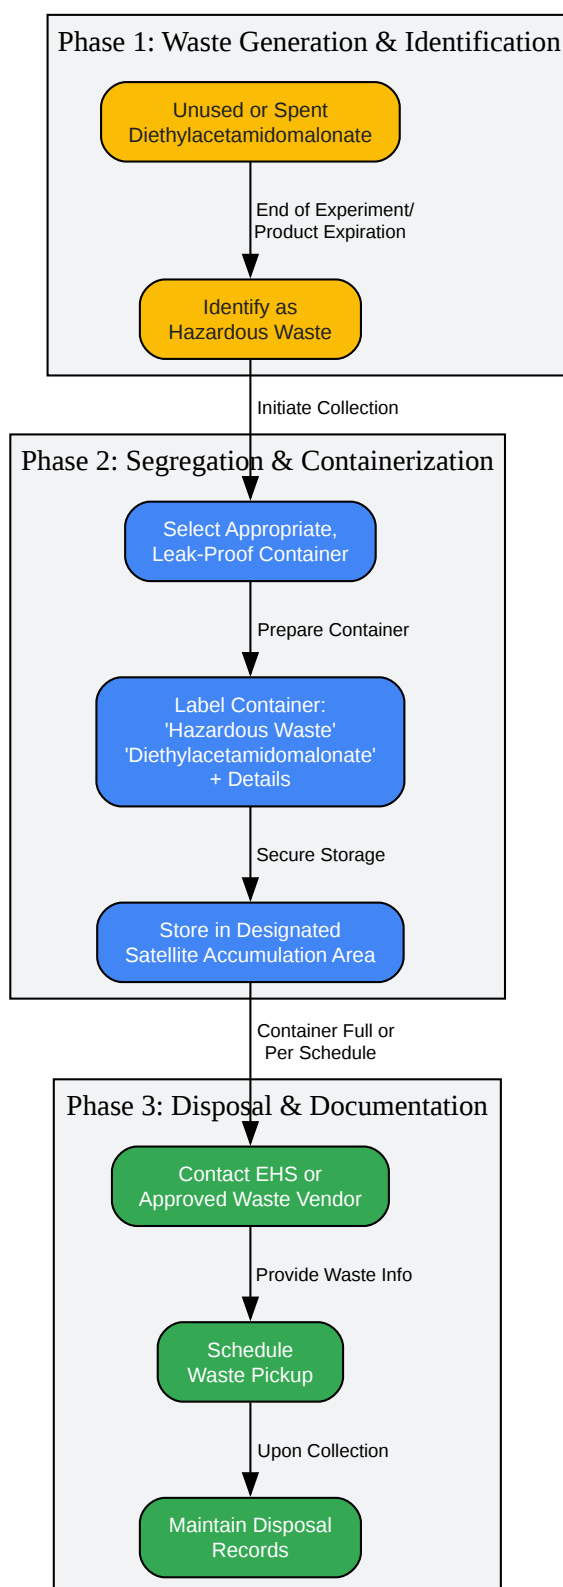 Phase 1: Waste Generation & Identification
Unused or Spent
Diethylacetamidomalonate
End of Experiment/
Product Expiration
Identify as
Hazardous Waste
Initiate Collection
Phase 2: Segregation & Containerization
Select Appropriate,
Leak-Proof Container
Prepare Container
Label Container:
'Hazardous Waste'
'Diethylacetamidomalonate'
+ Details
Secure Storage
Store in Designated
Satellite Accumulation Area
Container Full or
Per Schedule
Phase 3: Disposal & Documentation
Contact EHS or
Approved Waste Vendor
Provide Waste Info
Schedule
Waste Pickup
Upon Collection
Maintain Disposal
Records